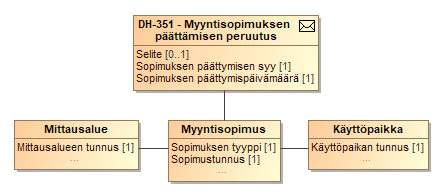 DH-351 - Myyntisopimuksen
päättämisen peruutus
Selite [0..1]
Sopimuksen päättymisen syy [1]
Sopimuksen päättymispäivämäärä [1]
Mittausalue
Mittausalueen tunnus [1]
...
Myyntisopimus
Sopimuksen tyyppi [1]
Sopimustunnus [1]
...
Käyttöpaikka
Käyttöpaikan tunnus [1]
...